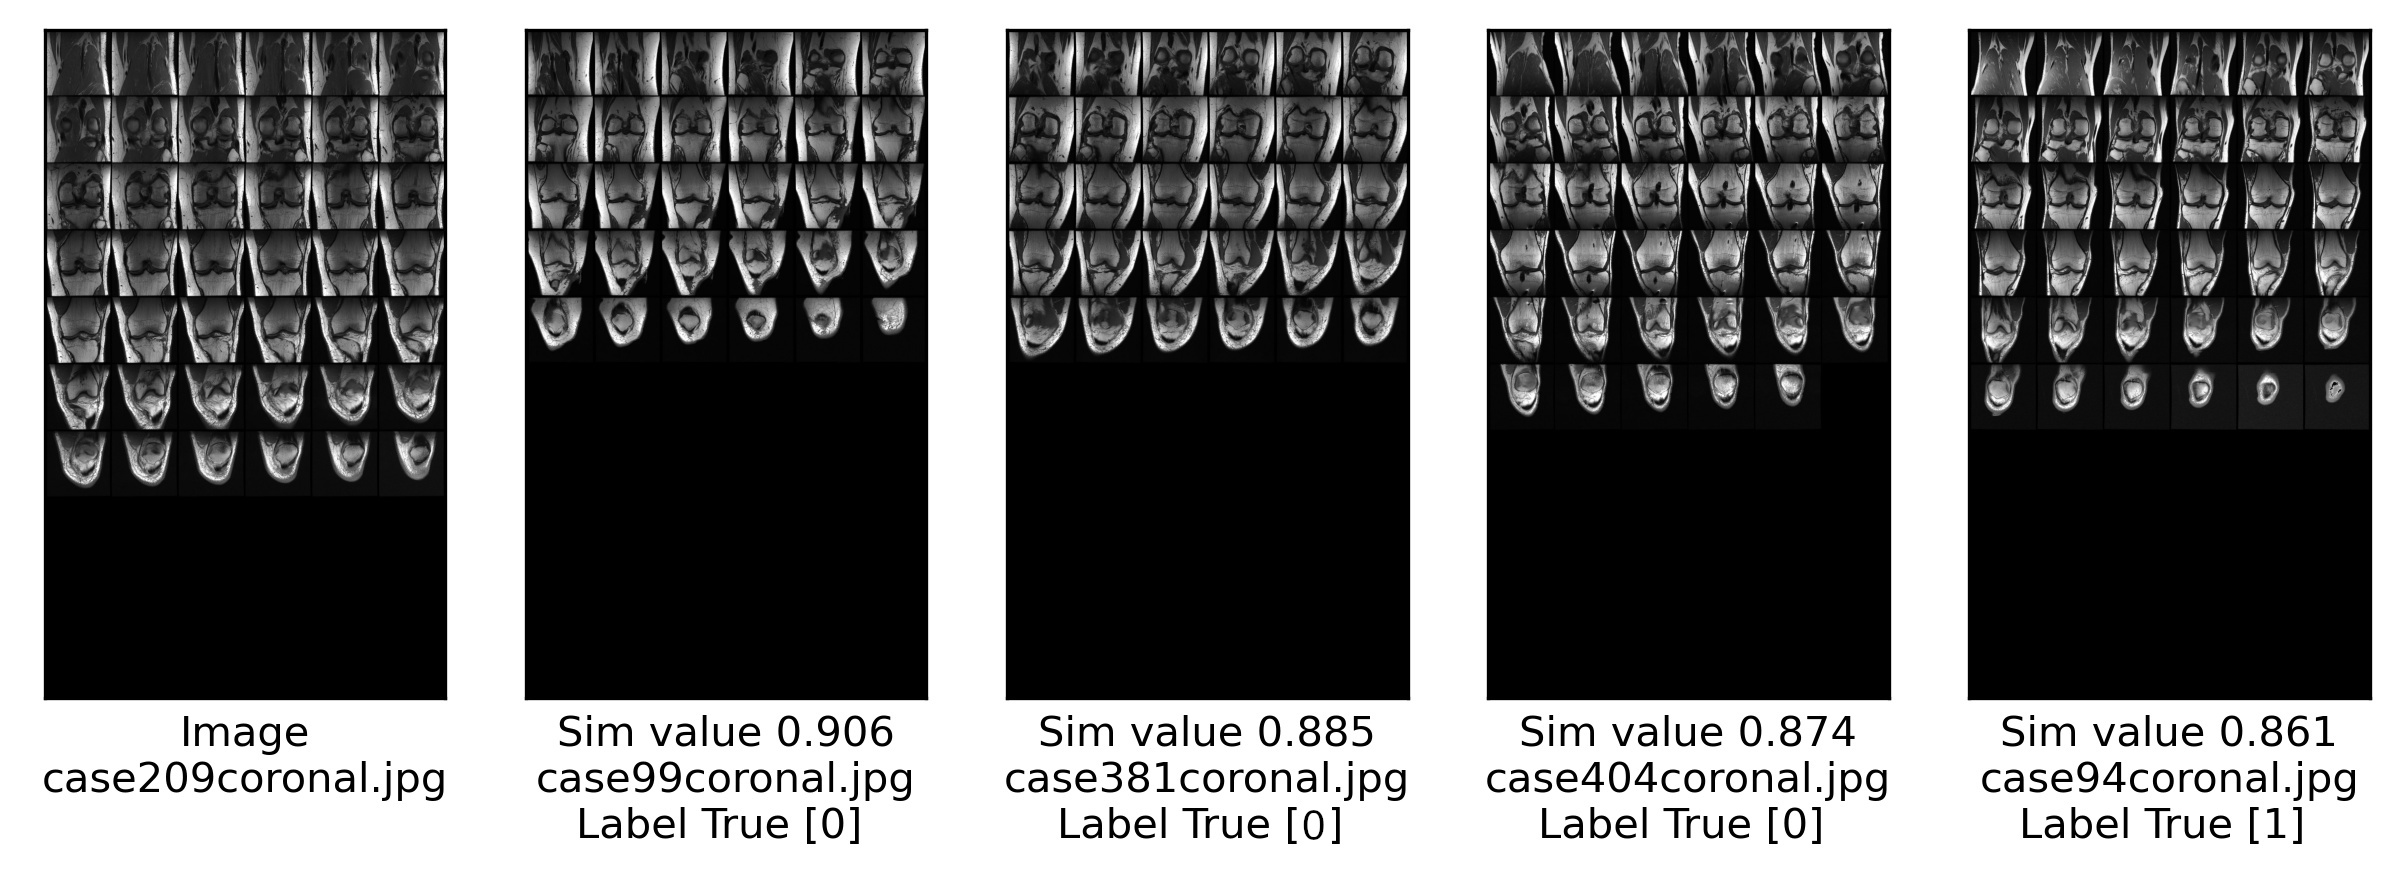 Image
case209coronal.jpg
Sim value 0.906
case99coronal.jpg
Label True [0]
Sim value 0.885
case381coronal.jpg
Label True [0]
Sim value 0.874
case404coronal.jpg
Label True [0]
Sim value 0.861
case94coronal.jpg
Label True [1]